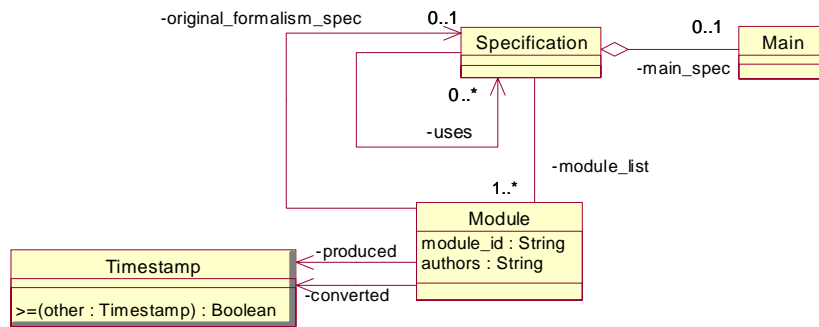 -original_formalism_spec
0..1
Specification
0..1
Main
-main_spec
0..*
-uses
-module_list
1..*
Module
module_id : String
authors : String
-produced
Timestamp
-converted
>=(other : Timestamp) : Boolean